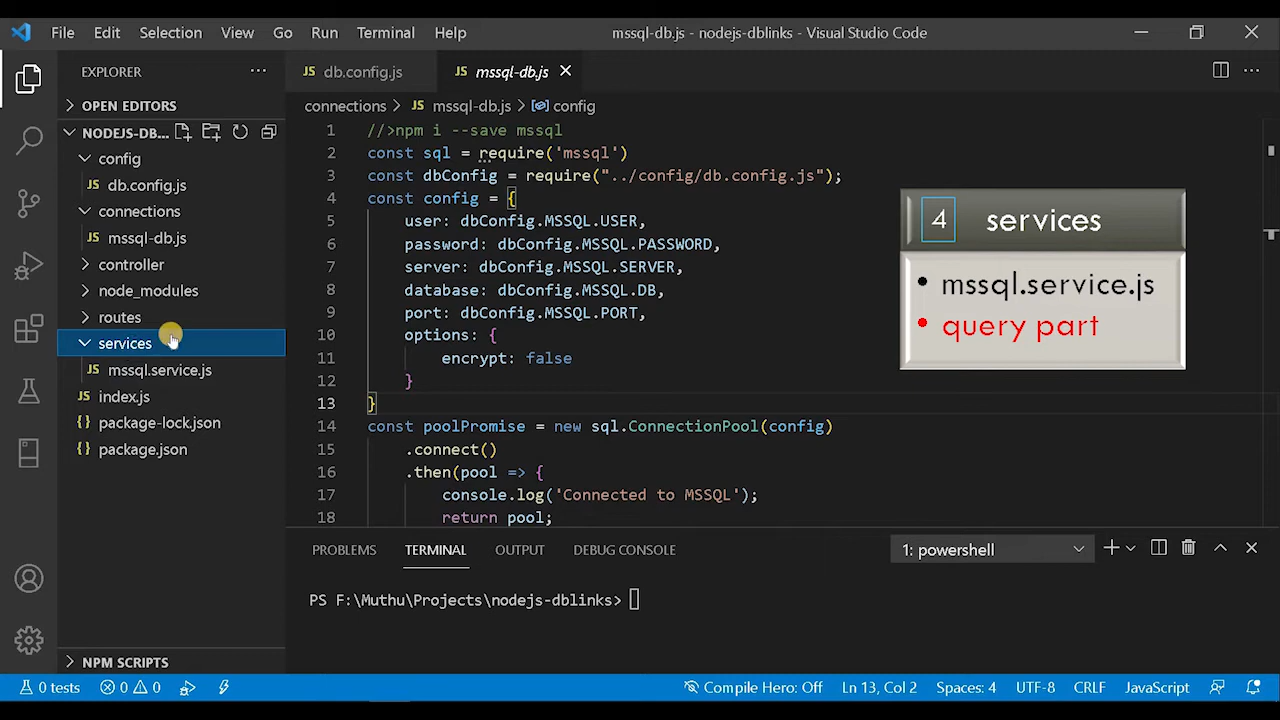 File Edit Selection View Go Run Terminal Help
mssql-db.js - nodejs-dblinks - Visual Studio Code
EXPLORER
OPEN EDITORS
NODEJS-DB...
config
JS db.config.js
connections
JS mssql-db.js
controller
node_modules
routes
services
JS mssql.service.js
JS index.js
{} package-lock.json
{} package.json
NPM SCRIPTS
JS db.config.js
JS mssql-db.js
connections > JS mssql-db.js > config
1 //>npm i --save mssql
2 const sql = require('mssql')
3 const dbConfig = require("../config/db.config.js");
4 const config = {
5 user: dbConfig.MSSQL.USER,
6 password: dbConfig.MSSQL.PASSWORD,
7 server: dbConfig.MSSQL.SERVER,
8 database: dbConfig.MSSQL.DB,
9 port: dbConfig.MSSQL.PORT,
10 options: {
11 encrypt: false
12 }
13 }
14 const poolPromise = new sql.ConnectionPool(config)
15 .connect()
16 .then(pool => {
17 console.log('Connected to MSSQL');
18 return pool;
4 services
• mssql.service.js
• query part
PROBLEMS TERMINAL OUTPUT DEBUG CONSOLE
1: powershell
PS F:\Muthu\Projects\nodejs-dblinks>
0 tests 0 0 Compile Hero: Off Ln 13, Col 2 Spaces: 4 UTF-8 CRLF JavaScript